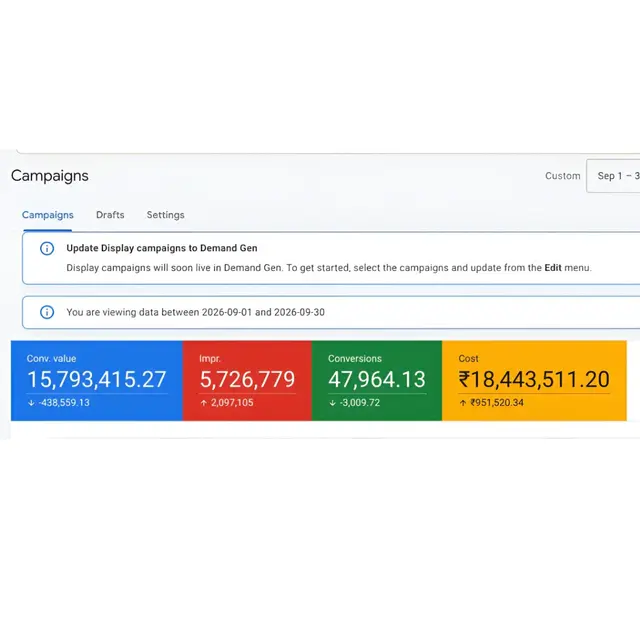 Campaigns
Custom
Sep 1 – 3
Campaigns
Drafts
Settings
Update Display campaigns to Demand Gen
Display campaigns will soon live in Demand Gen. To get started, select the campaigns and update from the Edit menu.
You are viewing data between 2026-09-01 and 2026-09-30
Conv. value
15,793,415.27
↓ -438,559.13
Impr.
5,726,779
↑ 2,097,105
Conversions
47,964.13
↓ -3,009.72
Cost
₹18,443,511.20
↑ ₹951,520.34